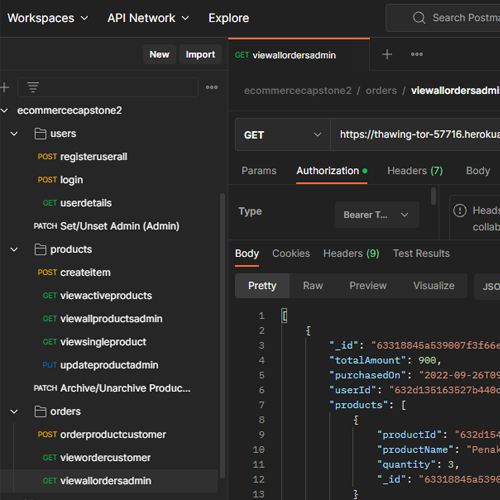 Workspaces API Network Explore Search Postma
New Import
GET viewallordersadmin
ecommercecapstone2 / orders / viewallordersadmin
ecommercecapstone2
users
POST registeruserall
POST login
GET userdetails
PATCH Set/Unset Admin (Admin)
products
POST createitem
GET viewactiveproducts
GET viewallproductsadmin
GET viewsingleproduct
PUT updateproductadmin
PATCH Archive/Unarchive Produc...
orders
POST orderproductcustomer
GET viewordercustomer
GET viewallordersadmin
GET https://thawing-tor-57716.herokua
Params Authorization Headers (7) Body
Type Bearer T...
Heads
collab
Body Cookies Headers (9) Test Results
Pretty Raw Preview Visualize JSO
1 [
2 {
3 "_id": "63318845a539007f3f66e
4 "totalAmount": 900,
5 "purchasedOn": "2022-09-26T09
6 "userId": "632d135163527b440d
7 "products": [
8 {
9 "productId": "632d154
10 "productName": "Penak
11 "quantity": 3,
12 "_id": "63318845a5390
13 }